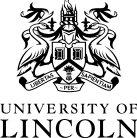 LIBERTAS PER SAPIENTIAM
UNIVERSITY OF
LINCOLN